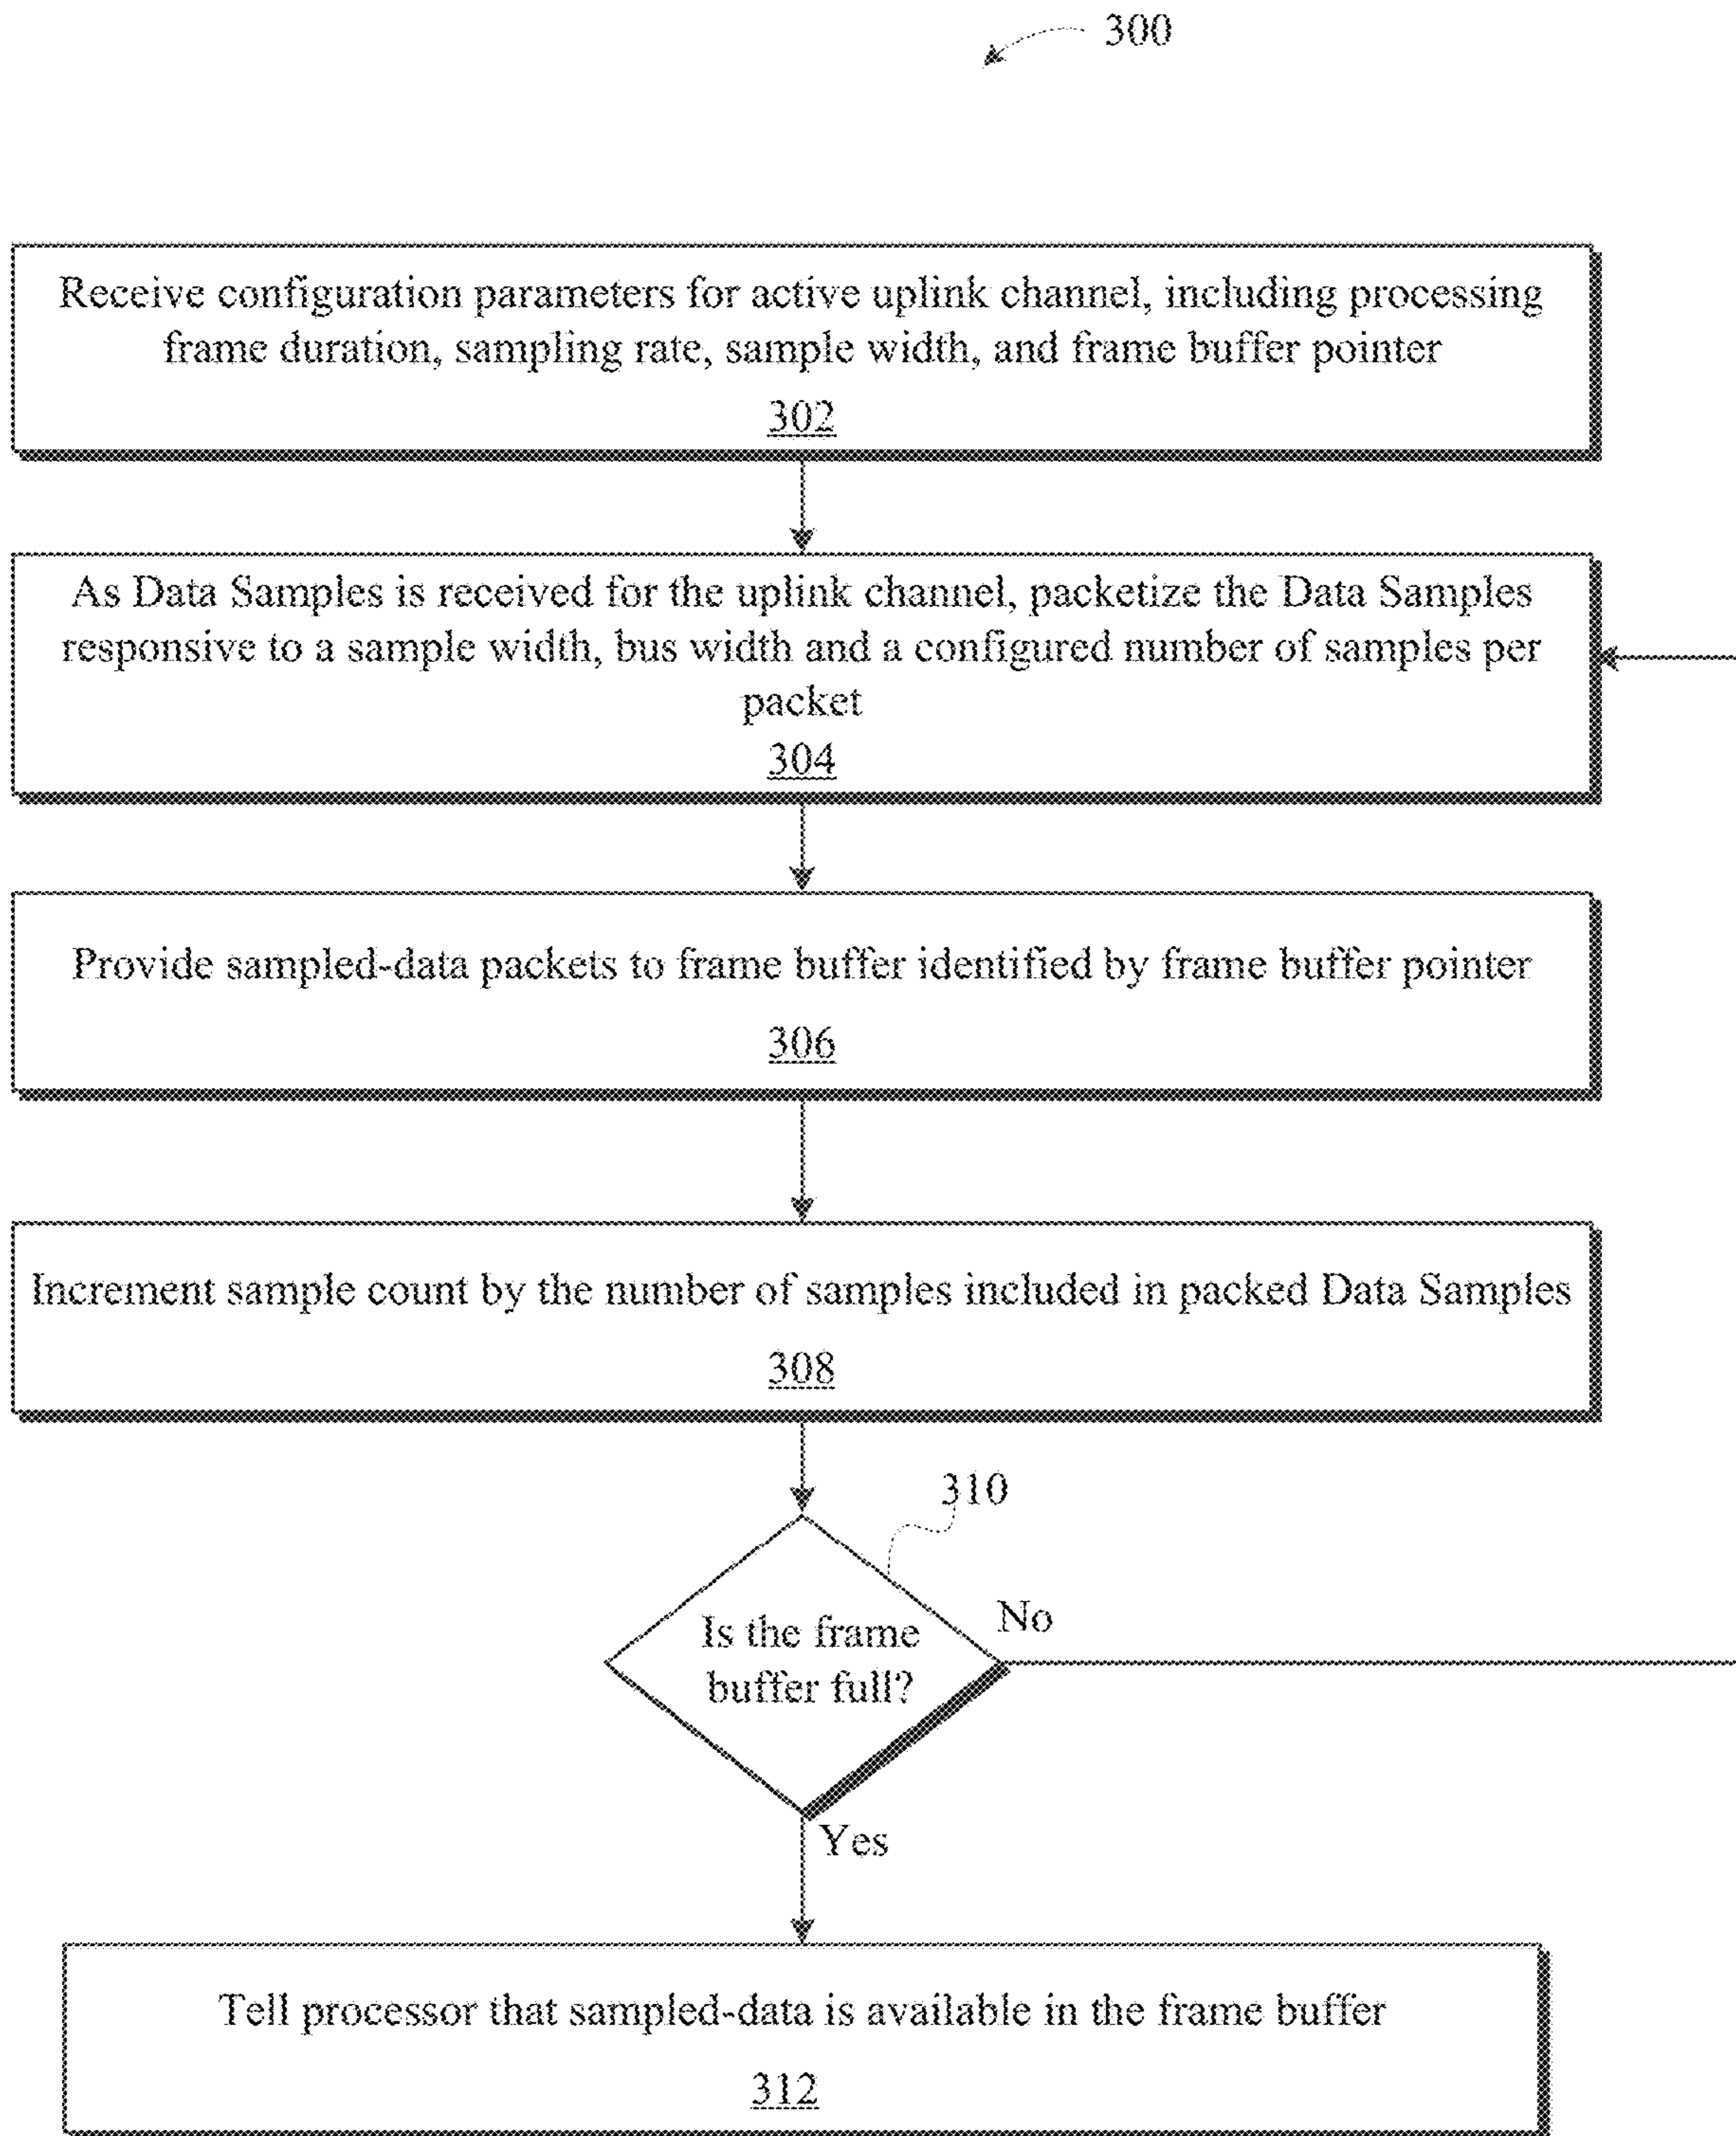 300
Receive configuration parameters for active uplink channel, including processing
frame duration, sampling rate, sample width, and frame buffer pointer
302
As Data Samples is received for the uplink channel, packetize the Data Samples
responsive to a sample width, bus width and a configured number of samples per
packet
304
Provide sampled-data packets to frame buffer identified by frame buffer pointer
306
Increment sample count by the number of samples included in packed Data Samples
308
310
Is the frame
buffer full?
No
Yes
Tell processor that sampled-data is available in the frame buffer
312